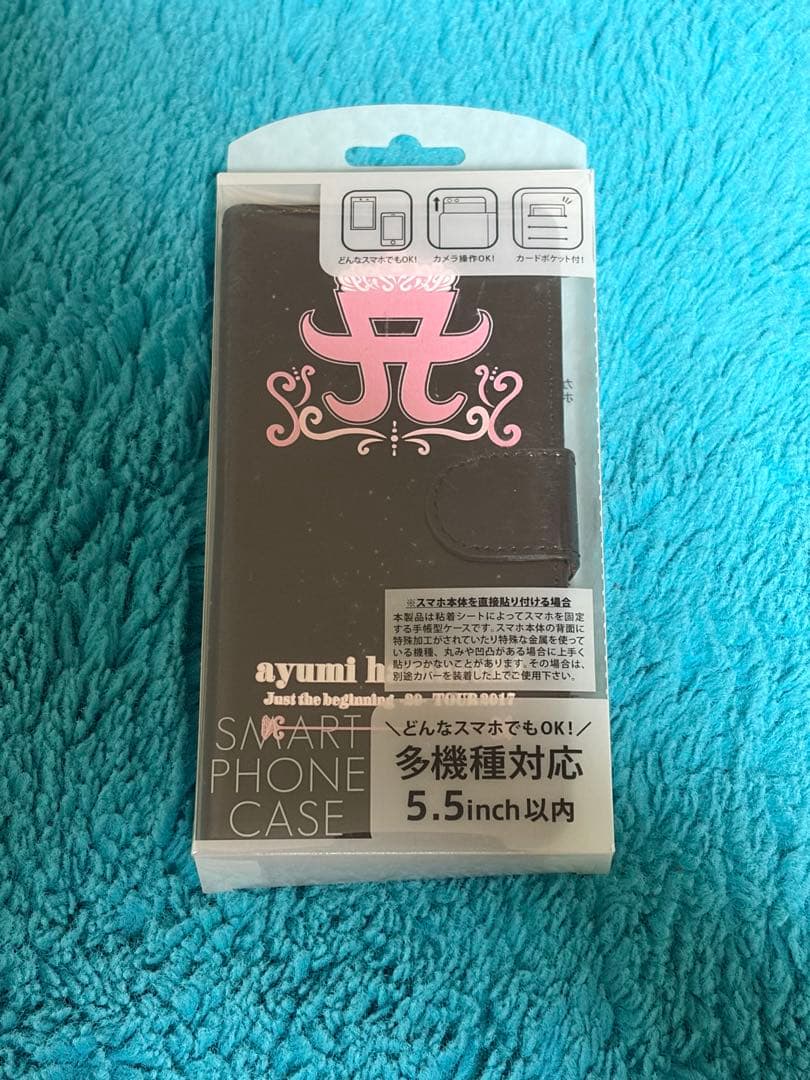 どんなスマホでもOK!
カメラ操作OK!
カードポケット付!
A
※スマホ本体を直接貼り付ける場合
本製品は粘着シートによってスマホを固定
する手帳型ケースです。スマホ本体の背面に
特殊加工がされていたり特殊な金属を使って
いる機種、丸みや凹凸がある場合に上手く
貼りつかないことがあります。その場合は、
別途カバーを装着した上でご使用下さい。
ayumi h
Just the beginning -20- TOUR 2017
SMART
PHONE
CASE
\どんなスマホでもOK!/
多機種対応
5.5inch以内